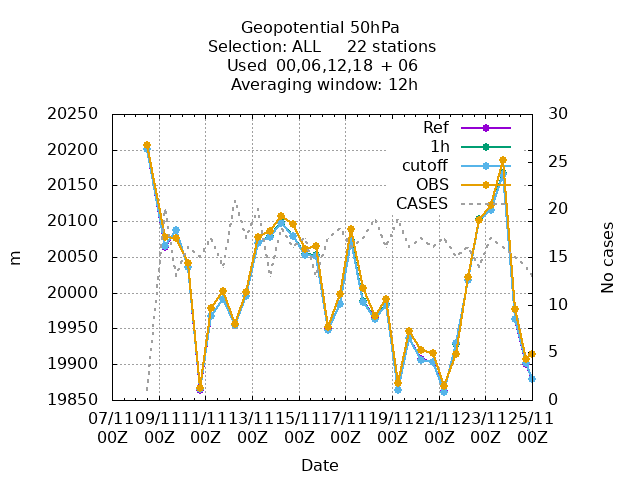 Geopotential 50hPa
Selection: ALL     22 stations
Used  00,06,12,18  + 06
Averaging window: 12h
20250
20200
20150
20100
20050
20000
19950
19900
19850
m
30
25
20
15
10
5
0
No cases
Ref
1h
cutoff
OBS
CASES
07/11 09/11 11/11 13/11 15/11 17/11 19/11 21/11 23/11 25/11
00Z 00Z 00Z 00Z 00Z 00Z 00Z 00Z 00Z 00Z
Date